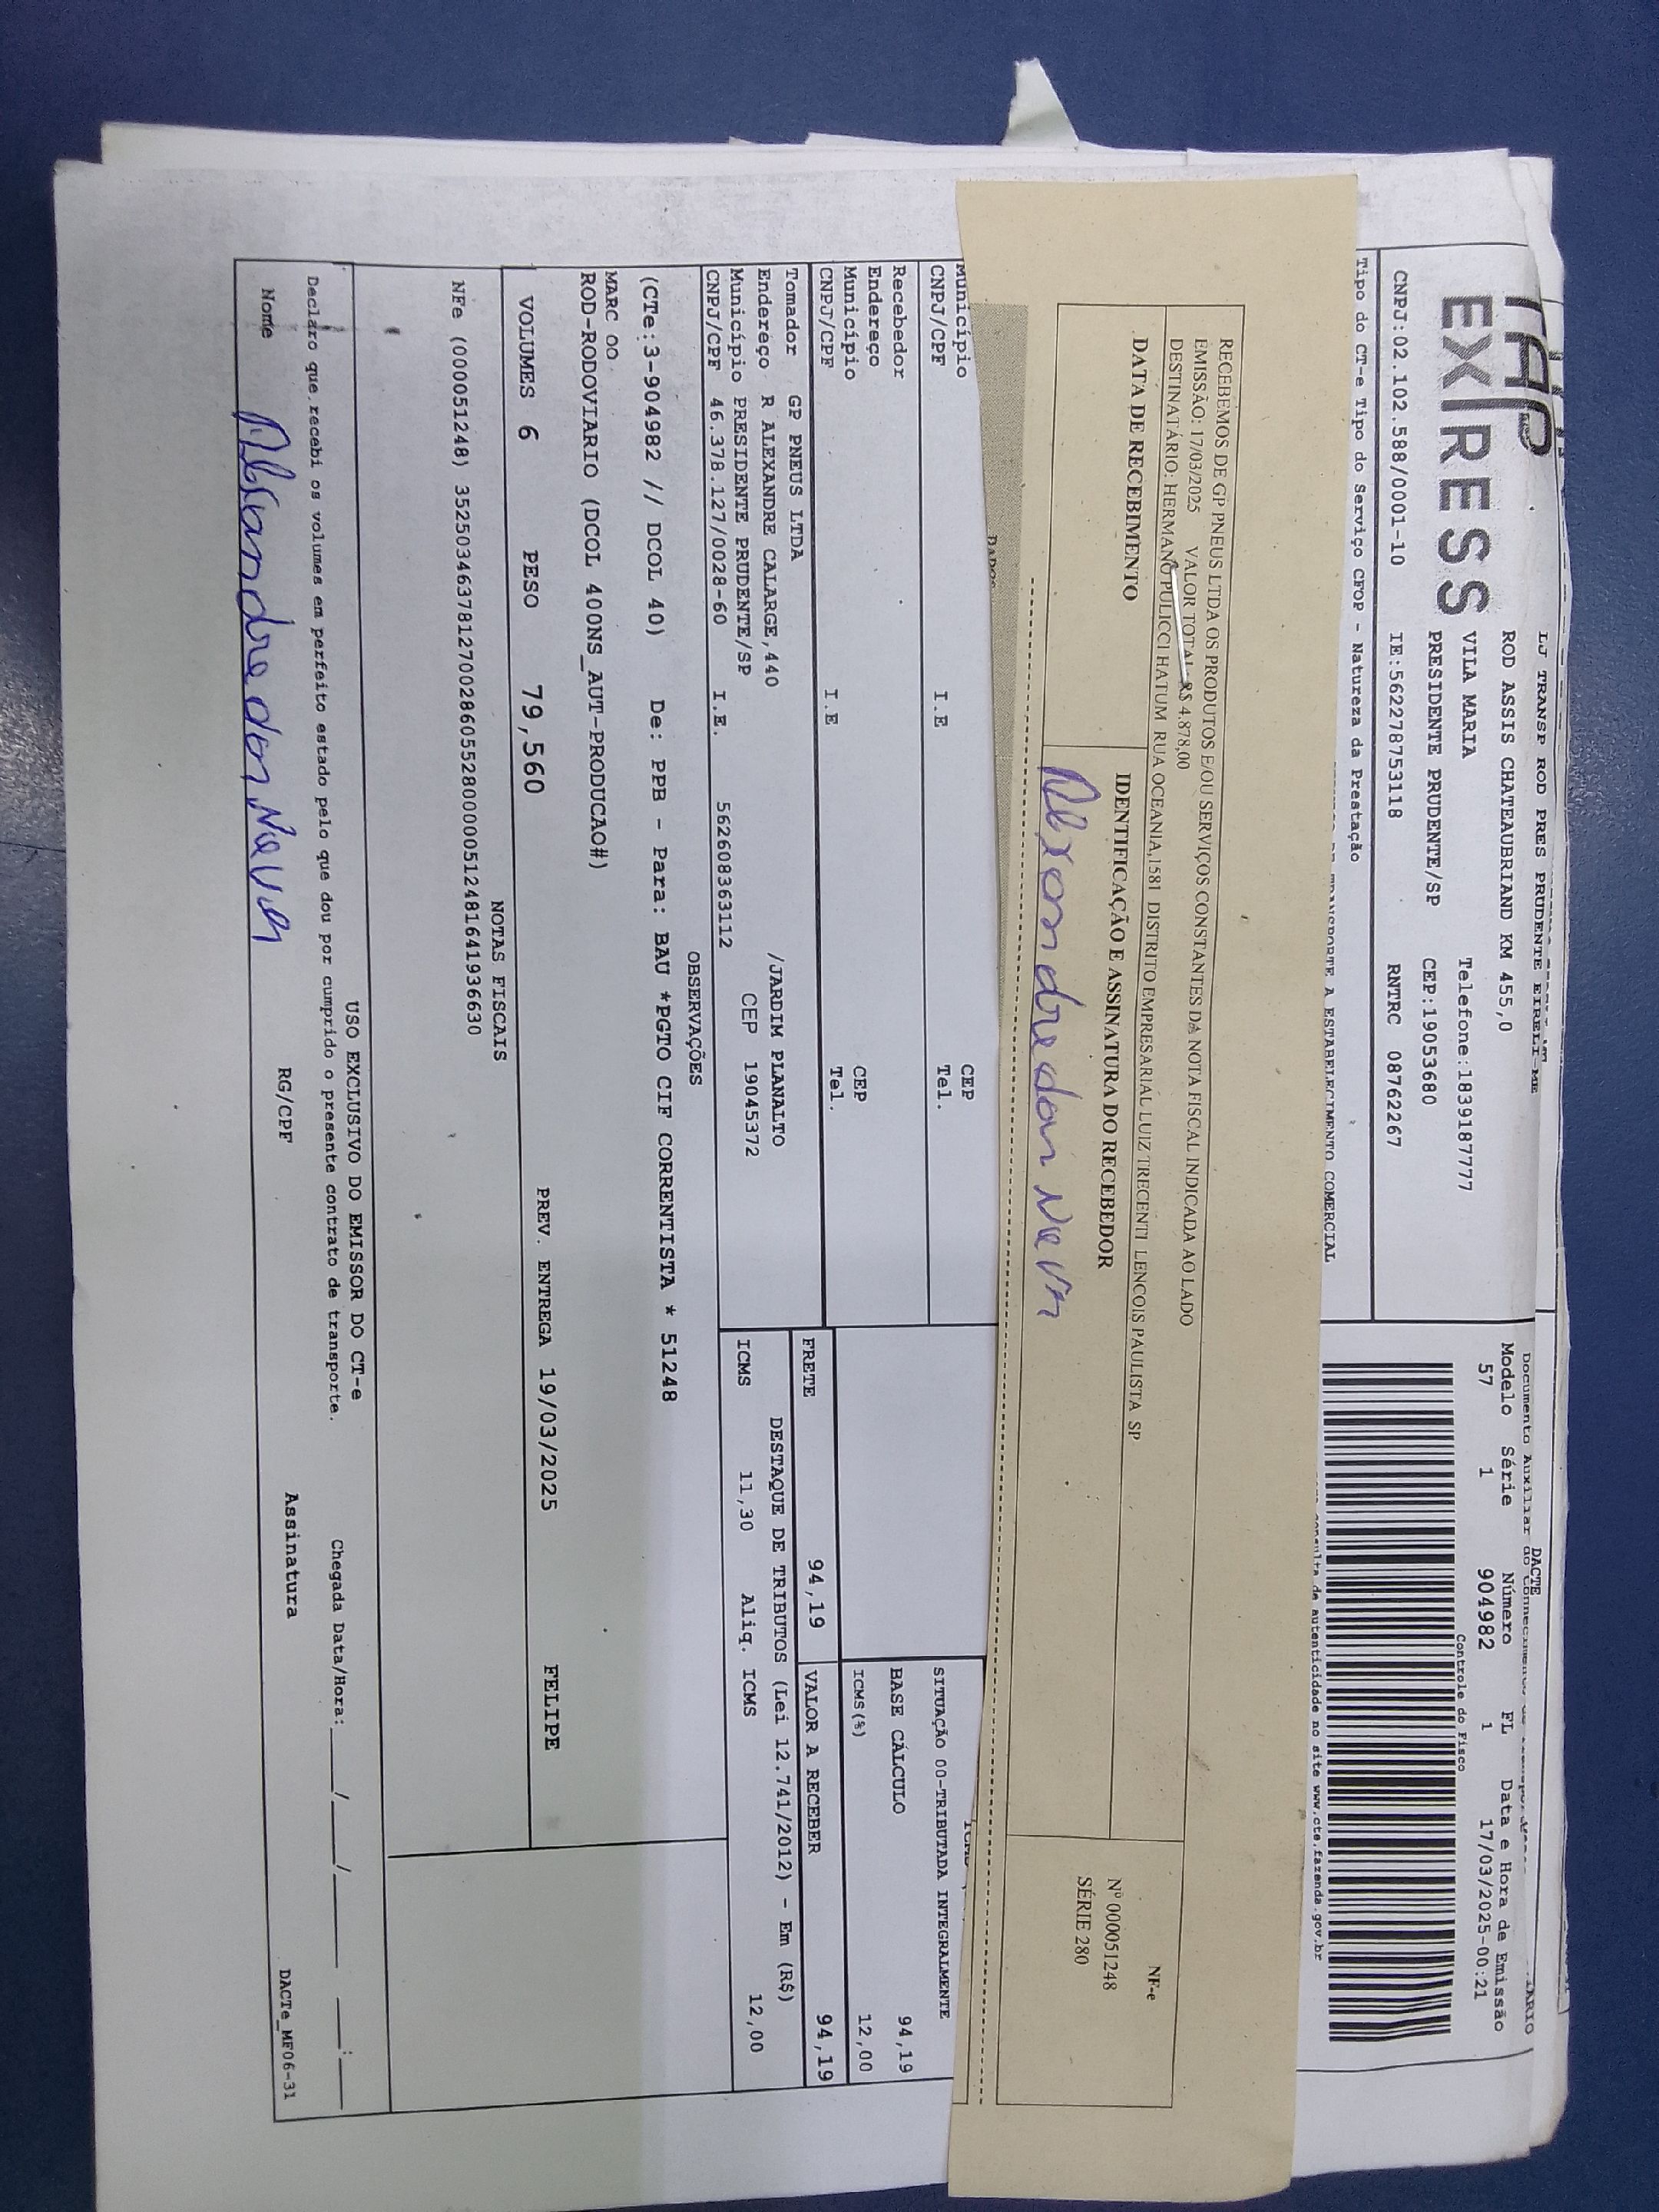 TAP
EXPRESS
LJ TRANSP ROD PRES PRUDENTE EIRELI ME
ROD ASSIS CHATEAUBRIAND KM 455,0
VILA MARIA Telefone:1839187777
PRESIDENTE PRUDENTE/SP CEP:19053680
CNPJ:02.102.588/0001-10 IE:562278753118 RNTRC 08762267
DACTE
Modelo Série Número FL Data e Hora de Emissão
57 1 904982 1 17/03/2025-00:21
Controle do Fisco
Tipo do CT-e Tipo do Serviço CFOP - Natureza da Prestação
TRANSPORTE A ESTABELECIMENTO COMERCIAL
consulta de autenticidade no site www.cte.fazenda.gov.br
RECEBEMOS DE GP PNEUS LTDA OS PRODUTOS E/OU SERVIÇOS CONSTANTES DA NOTA FISCAL INDICADA AO LADO
EMISSÃO: 17/03/2025 VALOR TOTAL: R$ 4.878,00
DESTINATÁRIO: HERMANO PULICCI HATUM RUA OCEANIA,1581 DISTRITO EMPRESARIAL LUIZ TRECENTI LENCOIS PAULISTA SP
DATA DE RECEBIMENTO IDENTIFICAÇÃO E ASSINATURA DO RECEBEDOR
NF-e
Nº 000051248
SÉRIE 280
Município CEP
CNPJ/CPF I.E Tel.
Recebedor
Endereço
Município CEP
CNPJ/CPF I.E Tel.
SITUAÇÃO 00-TRIBUTADA INTEGRALMENTE
BASE CÁLCULO 94,19
ICMS(%) 12,00
Tomador GP PNEUS LTDA
Endereço R ALEXANDRE CALARGE,440 /JARDIM PLANALTO
Município PRESIDENTE PRUDENTE/SP CEP 19045372
CNPJ/CPF 46.378.127/0028-60 I.E. 562608363112
FRETE 94,19 VALOR A RECEBER 94,19
DESTAQUE DE TRIBUTOS (Lei 12.741/2012) - Em (R$)
ICMS 11,30 Aliq. ICMS 12,00
OBSERVAÇÕES
(CTe:3-904982 // DCOL 40) De: PPB - Para: BAU *PGTO CIF CORRENTISTA * 51248
MARC OO
ROD-RODOVIARIO (DCOL 400NS_AUT-PRODUCAO#)
VOLUMES 6 PESO 79,560 PREV. ENTREGA 19/03/2025 FELIPE
NOTAS FISCAIS
NFe (000051248) 35250346378127002860552800000512481641936630
USO EXCLUSIVO DO EMISSOR DO CT-e
Declaro que recebi os volumes em perfeito estado pelo que dou por cumprido o presente contrato de transporte. Chegada Data/Hora:____/____/____ ___:___
Nome RG/CPF Assinatura DACTe_MF06-31